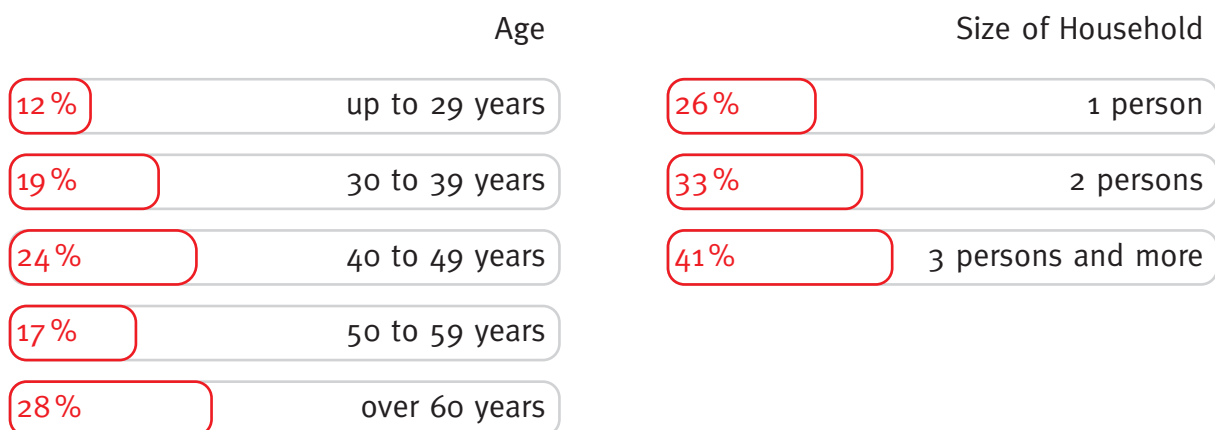 Age
12 % up to 29 years
19 % 30 to 39 years
24 % 40 to 49 years
17 % 50 to 59 years
28 % over 60 years
Size of Household
26 % 1 person
33 % 2 persons
41 % 3 persons and more